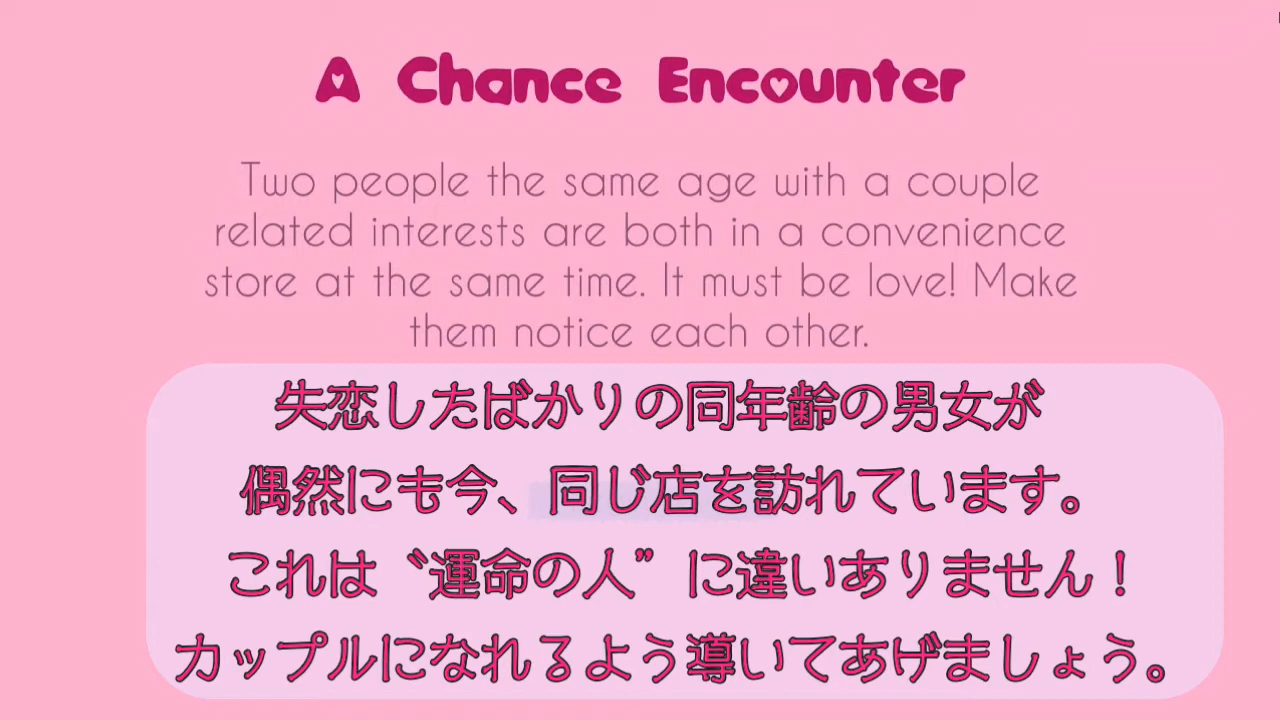 A Chance Encounter
Two people the same age with a couple
related interests are both in a convenience
store at the same time. It must be love! Make
them notice each other.
失恋したばかりの同年齢の男女が
偶然にも今、同じ店を訪れています。
これは〝運命の人”に違いありません！
カップルになれるよう導いてあげましょう。